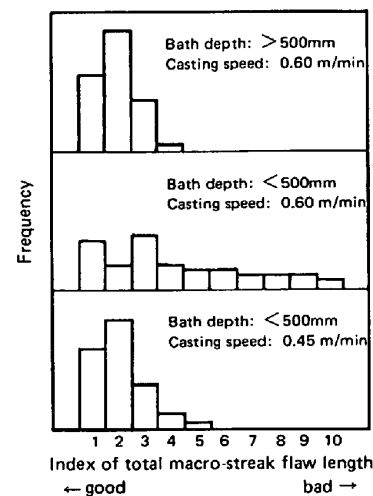 Bath depth: >500mm
Casting speed: 0.60 m/min
Bath depth: <500mm
Casting speed: 0.60 m/min
Frequency
Bath depth: <500mm
Casting speed: 0.45 m/min
1 2 3 4 5 6 7 8 9 10
Index of total macro-streak flaw length
← good bad →